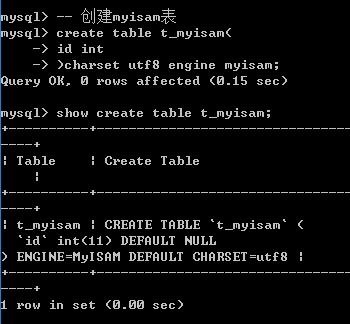 mysql> -- 创建myisam表
mysql> create table t_myisam(
    -> id int
    -> )charset utf8 engine myisam;
Query OK, 0 rows affected (0.15 sec)

mysql> show create table t_myisam;
+----------+--------------------------------
----+
| Table    | Create Table
    |
+----------+--------------------------------
----+
| t_myisam | CREATE TABLE `t_myisam` (
  `id` int(11) DEFAULT NULL
) ENGINE=MyISAM DEFAULT CHARSET=utf8 |
+----------+--------------------------------
----+
1 row in set (0.00 sec)